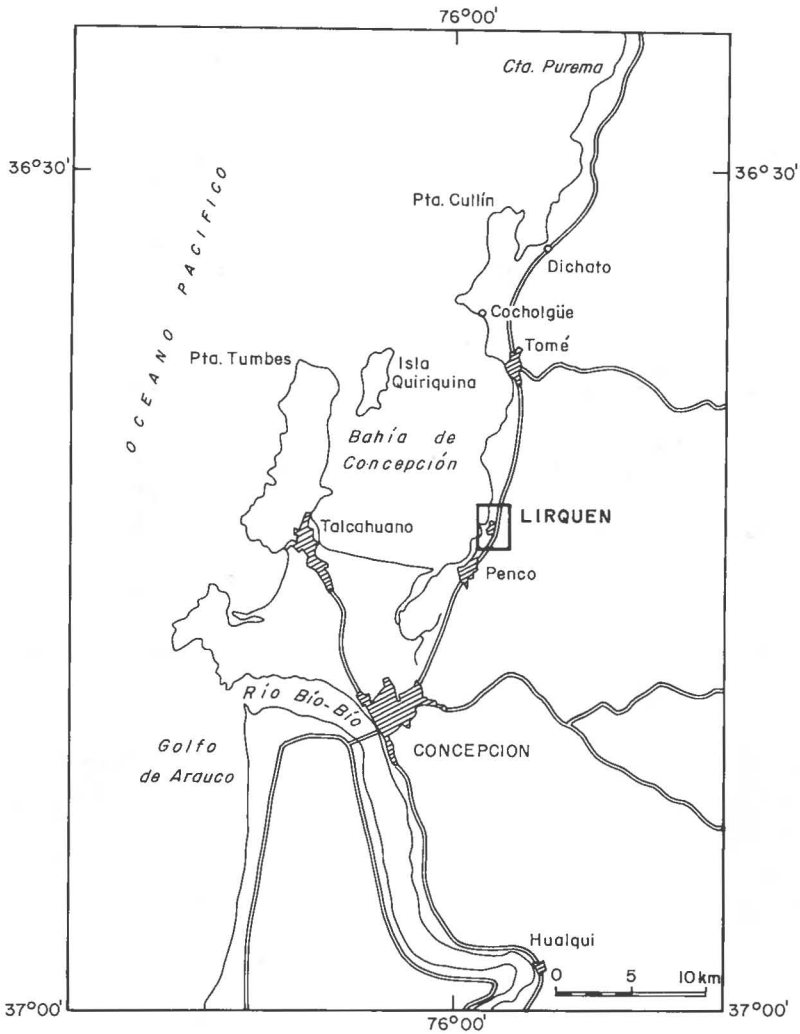 76°00'
Cta. Purema
36°30'
36°30'
Pta. Cullín
OCEANO PACIFICO
Dichato
Cocholgüe
Tomé
Pta. Tumbes
Isla
Quiriquina
Bahía de
Concepción
LIRQUEN
Talcahuano
Penco
Río Bío-Bío
Golfo
de Arauco
CONCEPCION
Hualqui
0 5 10 km
37°00'
76°00'
37°00'